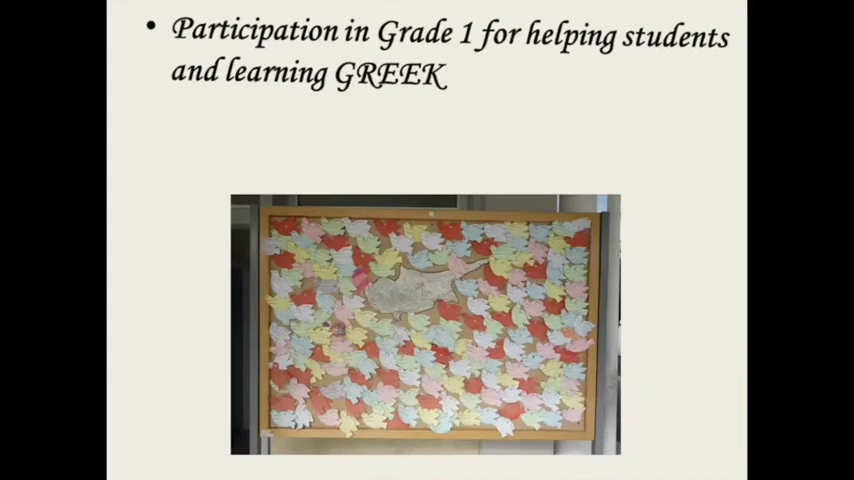 • Participation in Grade 1 for helping students
and learning GREEK